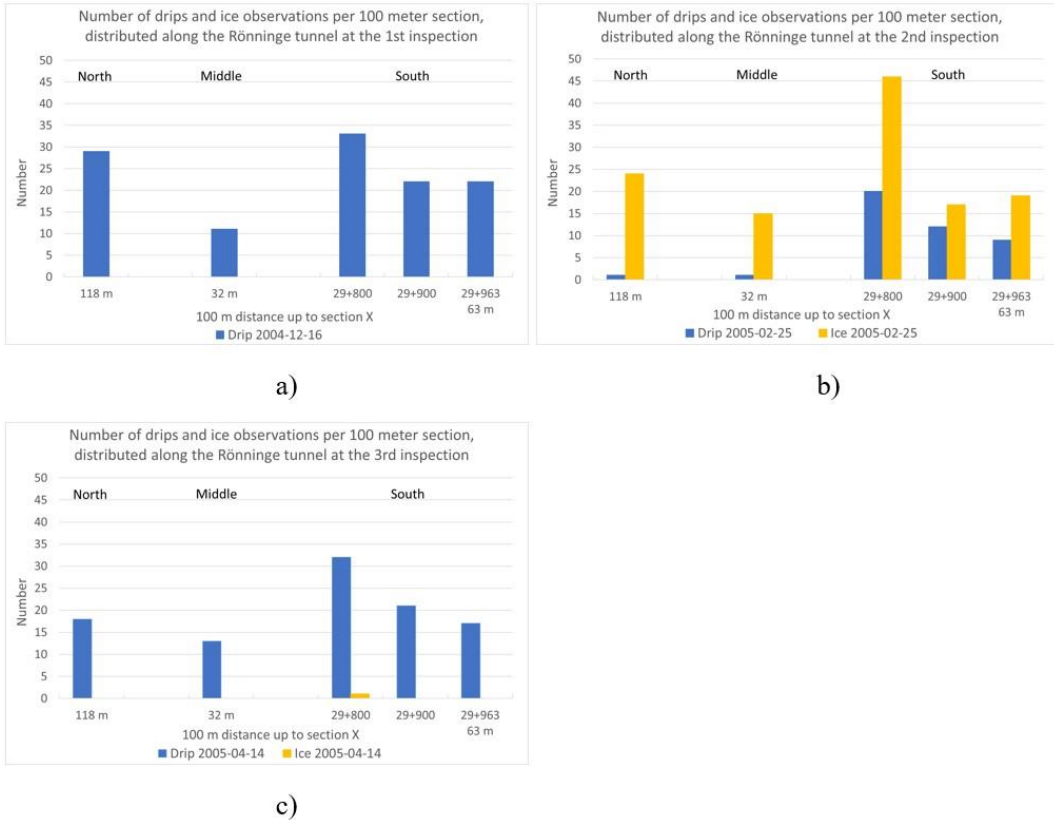 Number of drips and ice observations per 100 meter section,
distributed along the Rönninge tunnel at the 1st inspection
50
45
40
35
30
25
20
15
10
5
0
Number
North Middle South
118 m 32 m 29+800 29+900 29+963
63 m
100 m distance up to section X
Drip 2004-12-16
a)
Number of drips and ice observations per 100 meter section,
distributed along the Rönninge tunnel at the 2nd inspection
50
45
40
35
30
25
20
15
10
5
0
Number
North Middle South
118 m 32 m 29+800 29+900 29+963
63 m
100 m distance up to section X
Drip 2005-02-25 Ice 2005-02-25
b)
Number of drips and ice observations per 100 meter section,
distributed along the Rönninge tunnel at the 3rd inspection
50
45
40
35
30
25
20
15
10
5
0
Number
North Middle South
118 m 32 m 29+800 29+900 29+963
63 m
100 m distance up to section X
Drip 2005-04-14 Ice 2005-04-14
c)